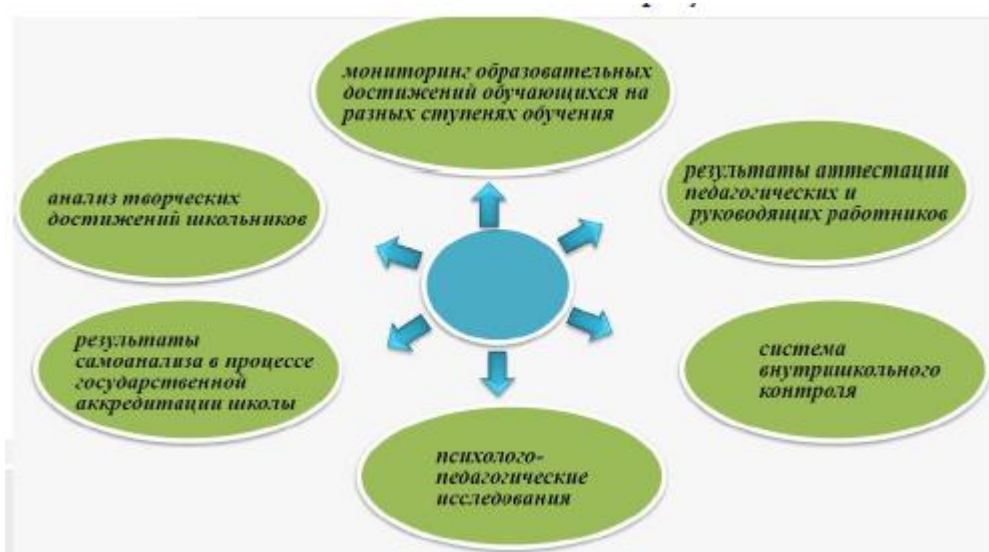 мониторинг образовательных
достижений обучающихся на
разных ступенях обучения
анализ творческих
достижений школьников
результаты аттестации
педагогических и
руководящих работников
результаты
самоанализа в процессе
государственной
аккредитации школы
система
внутришкольного
контроля
психолого-
педагогические
исследования